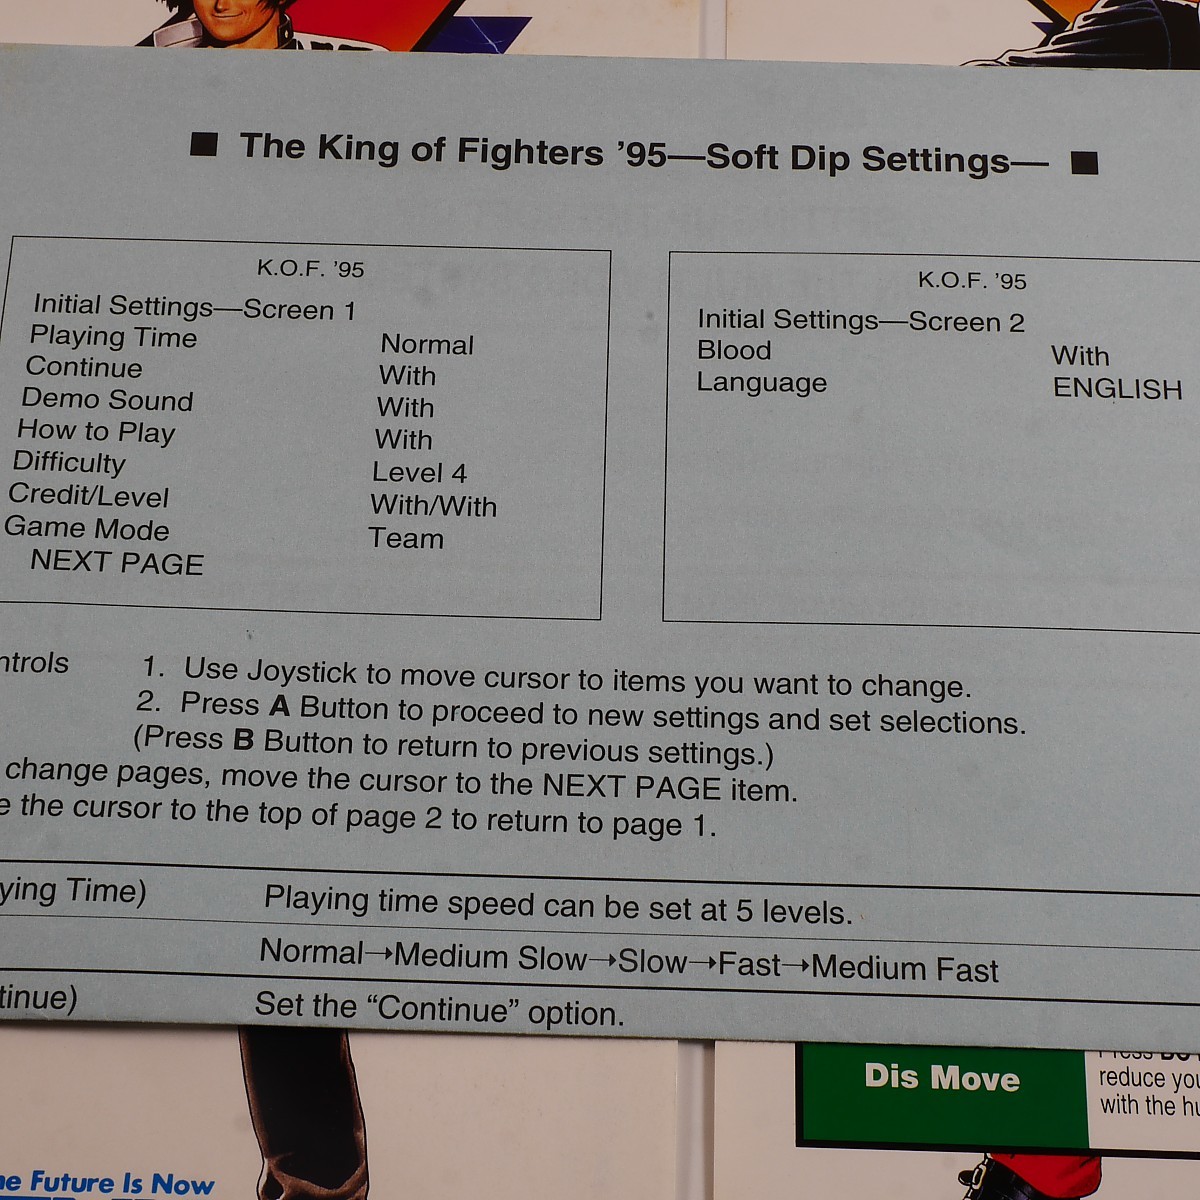 ■ The King of Fighters ’95—Soft Dip Settings— ■
K.O.F. ’95
Initial Settings—Screen 1
Playing Time Normal
Continue With
Demo Sound With
How to Play With
Difficulty Level 4
Credit/Level With/With
Game Mode Team
NEXT PAGE
K.O.F. ’95
Initial Settings—Screen 2
Blood With
Language ENGLISH
1. Use Joystick to move cursor to items you want to change.
2. Press A Button to proceed to new settings and set selections.
(Press B Button to return to previous settings.)
change pages, move the cursor to the NEXT PAGE item.
the cursor to the top of page 2 to return to page 1.
Time) Playing time speed can be set at 5 levels.
Normal→Medium Slow→Slow→Fast→Medium Fast
Set the “Continue” option.
Dis Move
reduce
with the
Future Is Now